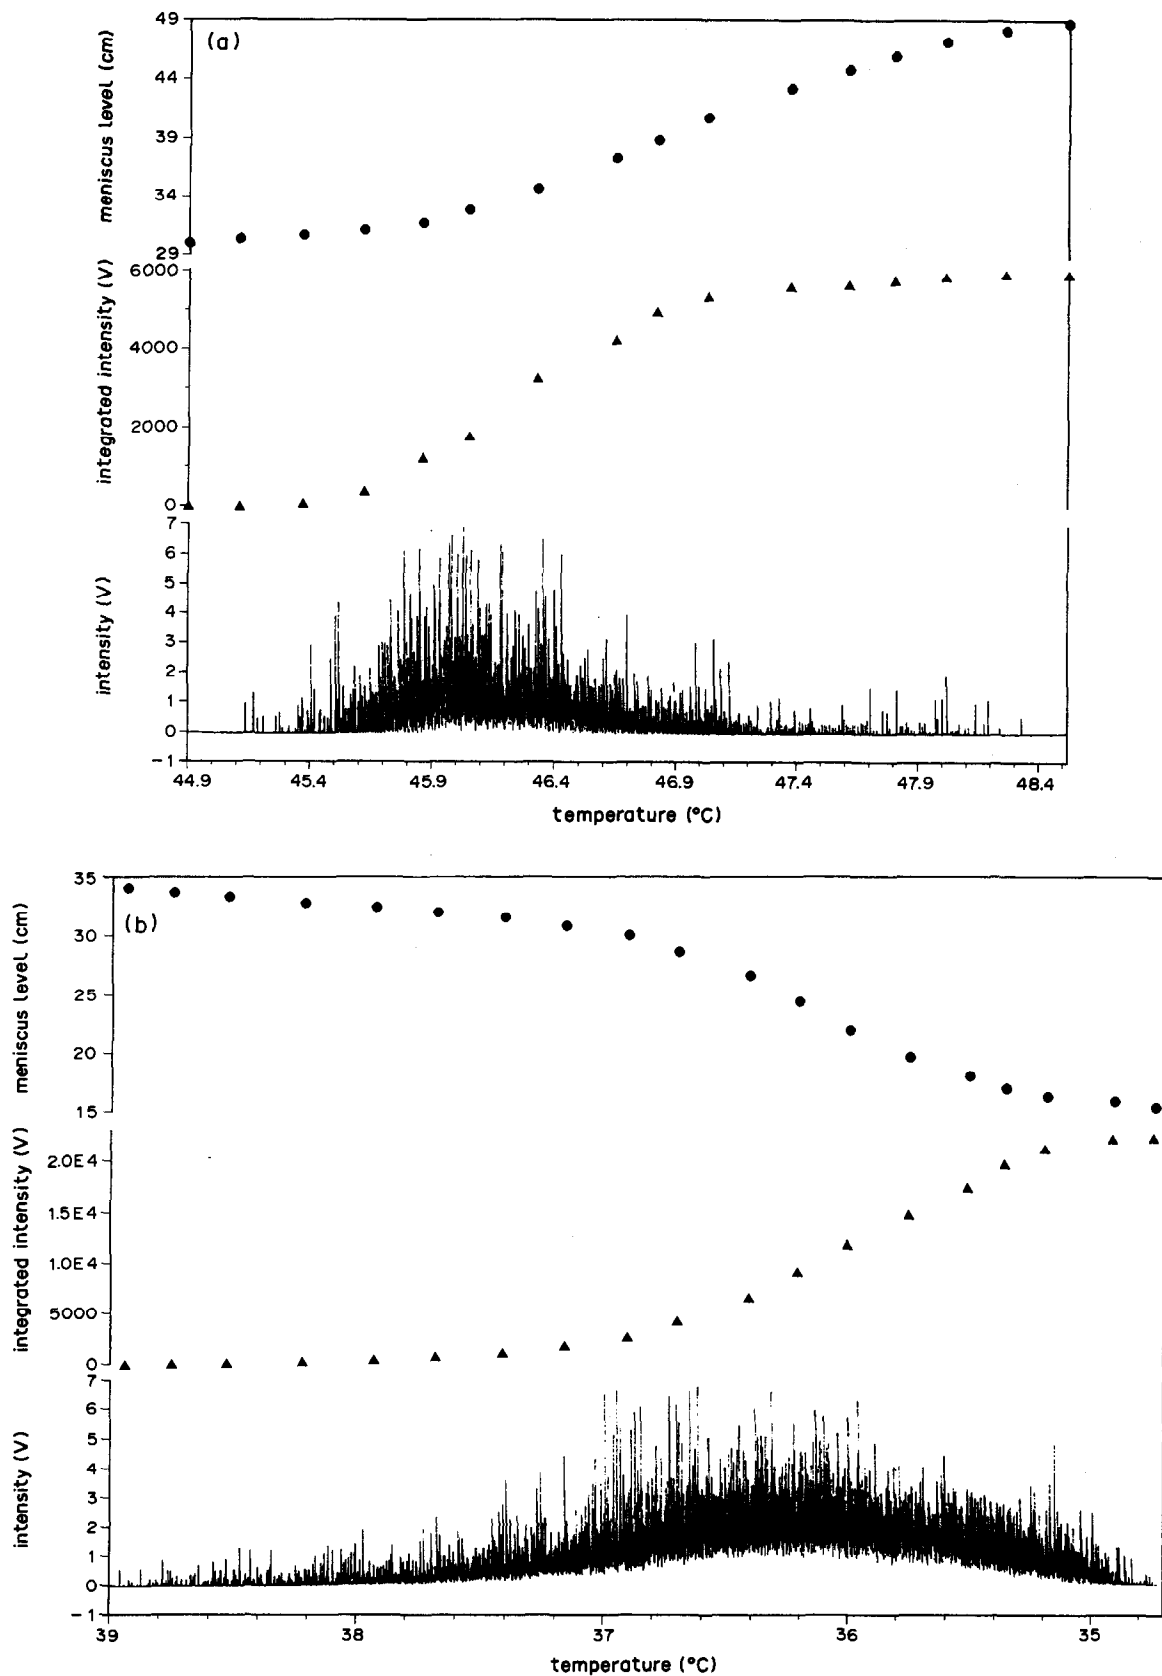 (a)
meniscus level (cm)
49
44
39
34
29
integrated intensity (V)
6000
4000
2000
0
intensity (V)
7
6
5
4
3
2
1
0
-1
44.9 45.4 45.9 46.4 46.9 47.4 47.9 48.4
temperature (°C)
(b)
meniscus level (cm)
35
30
25
20
15
integrated intensity (V)
2.0E4
1.5E4
1.0E4
5000
0
intensity (V)
7
6
5
4
3
2
1
0
-1
39 38 37 36 35
temperature (°C)